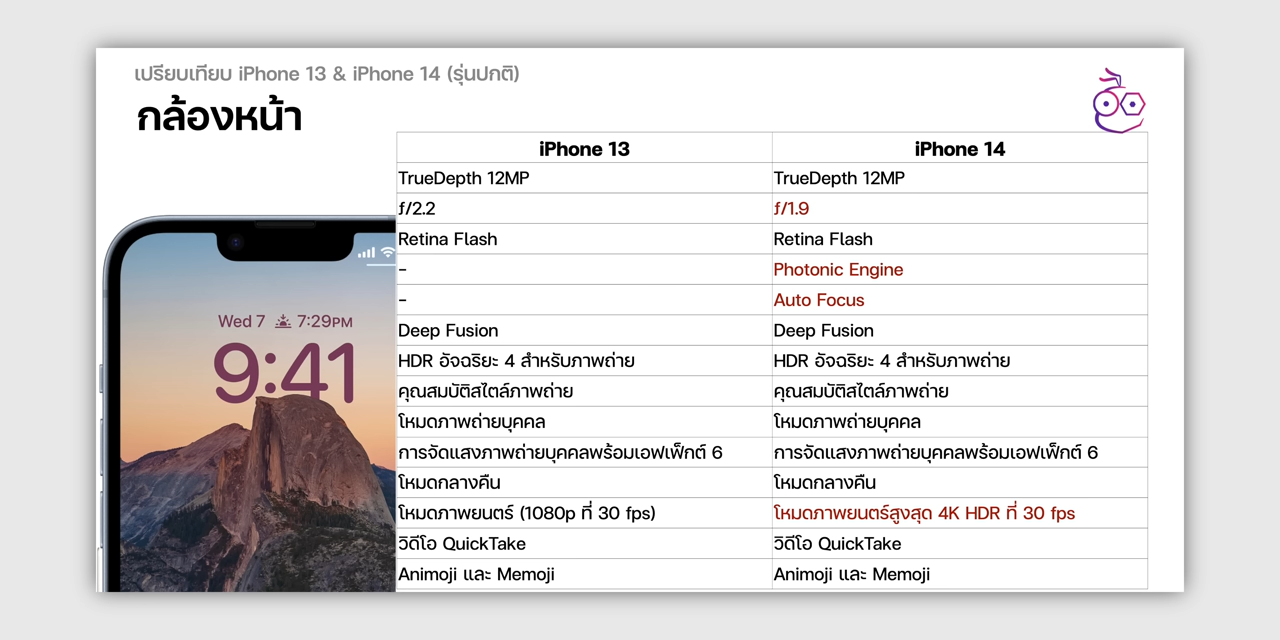 เปรียบเทียบ iPhone 13 & iPhone 14 (รุ่นปกติ)
กล้องหน้า
iPhone 13 iPhone 14
TrueDepth 12MP TrueDepth 12MP
ƒ/2.2 ƒ/1.9
Retina Flash Retina Flash
- Photonic Engine
- Auto Focus
Deep Fusion Deep Fusion
HDR อัจฉริยะ 4 สำหรับภาพถ่าย HDR อัจฉริยะ 4 สำหรับภาพถ่าย
คุณสมบัติสไตล์ภาพถ่าย คุณสมบัติสไตล์ภาพถ่าย
โหมดภาพถ่ายบุคคล โหมดภาพถ่ายบุคคล
การจัดแสงภาพถ่ายบุคคลพร้อมเอฟเฟ็กต์ 6 การจัดแสงภาพถ่ายบุคคลพร้อมเอฟเฟ็กต์ 6
โหมดกลางคืน โหมดกลางคืน
โหมดภาพยนตร์ (1080p ที่ 30 fps) โหมดภาพยนตร์สูงสุด 4K HDR ที่ 30 fps
วิดีโอ QuickTake วิดีโอ QuickTake
Animoji และ Memoji Animoji และ Memoji
Wed 7 7:29PM
9:41